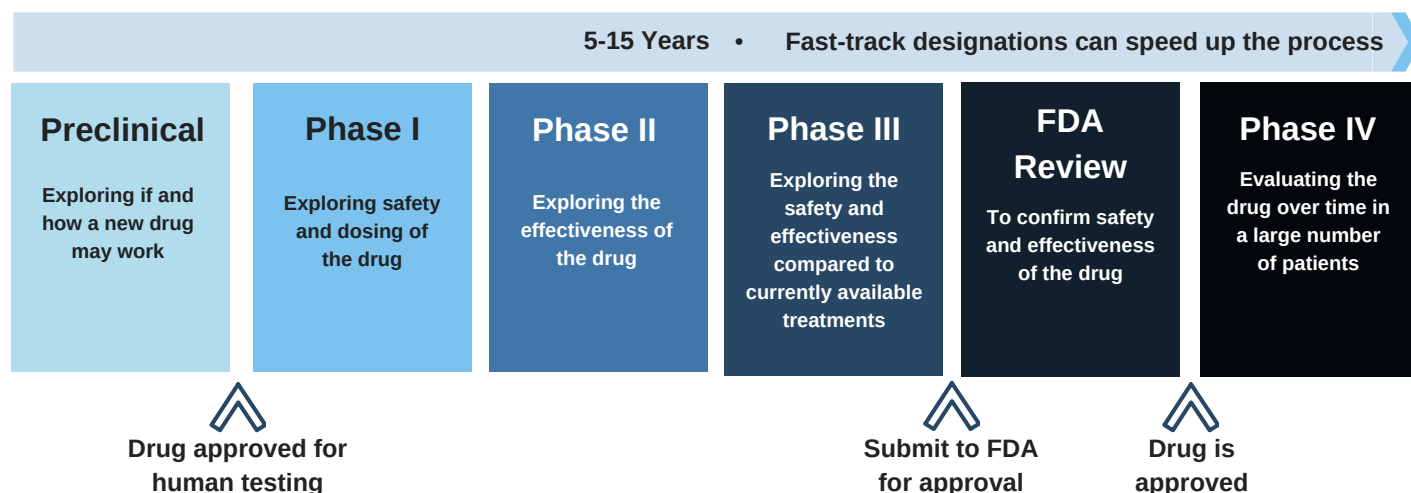 5-15 Years • Fast-track designations can speed up the process
Preclinical
Exploring if and
how a new drug
may work
Phase I
Exploring safety
and dosing of
the drug
Phase II
Exploring the
effectiveness of
the drug
Phase III
Exploring the
safety and
effectiveness
compared to
currently available
treatments
FDA
Review
To confirm safety
and effectiveness
of the drug
Phase IV
Evaluating the
drug over time in
a large number
of patients
Drug approved for
human testing
Submit to FDA
for approval
Drug is
approved